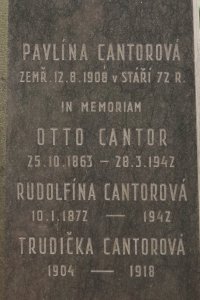 PAVLÍNA CANTOROVÁ
ZEMŘ. 12.8.1908 V STÁŘÍ 72 R.
IN MEMORIAM
OTTO CANTOR
25.10.1863 — 28.3.1942
RUDOLFÍNA CANTOROVÁ
10.1.1872 — 1942
TRUDIČKA CANTOROVÁ
1904 — 1918